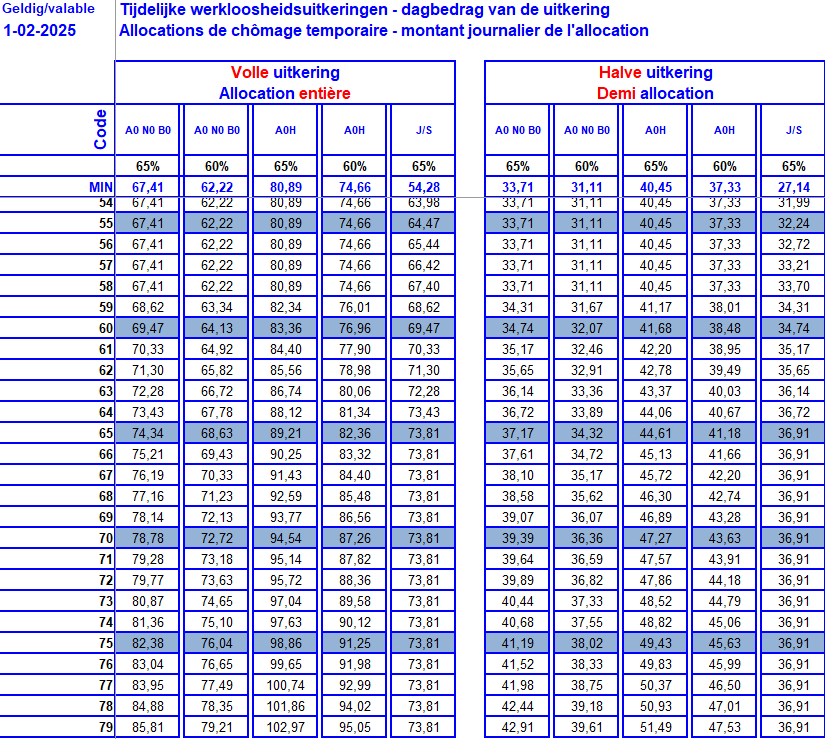 Geldig/valable Tijdelijke werkloosheidsuitkeringen - dagbedrag van de uitkering
1-02-2025 Allocations de chômage temporaire - montant journalier de l'allocation
Volle uitkering Halve uitkering
Allocation entière Demi allocation
Code A0 N0 B0 A0 N0 B0 A0H A0H J/S A0 N0 B0 A0 N0 B0 A0H A0H J/S
65% 60% 65% 60% 65% 65% 60% 65% 60% 65%
MIN 67,41 62,22 80,89 74,66 54,28 33,71 31,11 40,45 37,33 27,14
54 67,41 62,22 80,89 74,66 63,98 33,71 31,11 40,45 37,33 31,99
55 67,41 62,22 80,89 74,66 64,47 33,71 31,11 40,45 37,33 32,24
56 67,41 62,22 80,89 74,66 65,44 33,71 31,11 40,45 37,33 32,72
57 67,41 62,22 80,89 74,66 66,42 33,71 31,11 40,45 37,33 33,21
58 67,41 62,22 80,89 74,66 67,40 33,71 31,11 40,45 37,33 33,70
59 68,62 63,34 82,34 76,01 68,62 34,31 31,67 41,17 38,01 34,31
60 69,47 64,13 83,36 76,96 69,47 34,74 32,07 41,68 38,48 34,74
61 70,33 64,92 84,40 77,90 70,33 35,17 32,46 42,20 38,95 35,17
62 71,30 65,82 85,56 78,98 71,30 35,65 32,91 42,78 39,49 35,65
63 72,28 66,72 86,74 80,06 72,28 36,14 33,36 43,37 40,03 36,14
64 73,43 67,78 88,12 81,34 73,43 36,72 33,89 44,06 40,67 36,72
65 74,34 68,63 89,21 82,36 73,81 37,17 34,32 44,61 41,18 36,91
66 75,21 69,43 90,25 83,32 73,81 37,61 34,72 45,13 41,66 36,91
67 76,19 70,33 91,43 84,40 73,81 38,10 35,17 45,72 42,20 36,91
68 77,16 71,23 92,59 85,48 73,81 38,58 35,62 46,30 42,74 36,91
69 78,14 72,13 93,77 86,56 73,81 39,07 36,07 46,89 43,28 36,91
70 78,78 72,72 94,54 87,26 73,81 39,39 36,36 47,27 43,63 36,91
71 79,28 73,18 95,14 87,82 73,81 39,64 36,59 47,57 43,91 36,91
72 79,77 73,63 95,72 88,36 73,81 39,89 36,82 47,86 44,18 36,91
73 80,87 74,65 97,04 89,58 73,81 40,44 37,33 48,52 44,79 36,91
74 81,36 75,10 97,63 90,12 73,81 40,68 37,55 48,82 45,06 36,91
75 82,38 76,04 98,86 91,25 73,81 41,19 38,02 49,43 45,63 36,91
76 83,04 76,65 99,65 91,98 73,81 41,52 38,33 49,83 45,99 36,91
77 83,95 77,49 100,74 92,99 73,81 41,98 38,75 50,37 46,50 36,91
78 84,88 78,35 101,86 94,02 73,81 42,44 39,18 50,93 47,01 36,91
79 85,81 79,21 102,97 95,05 73,81 42,91 39,61 51,49 47,53 36,91